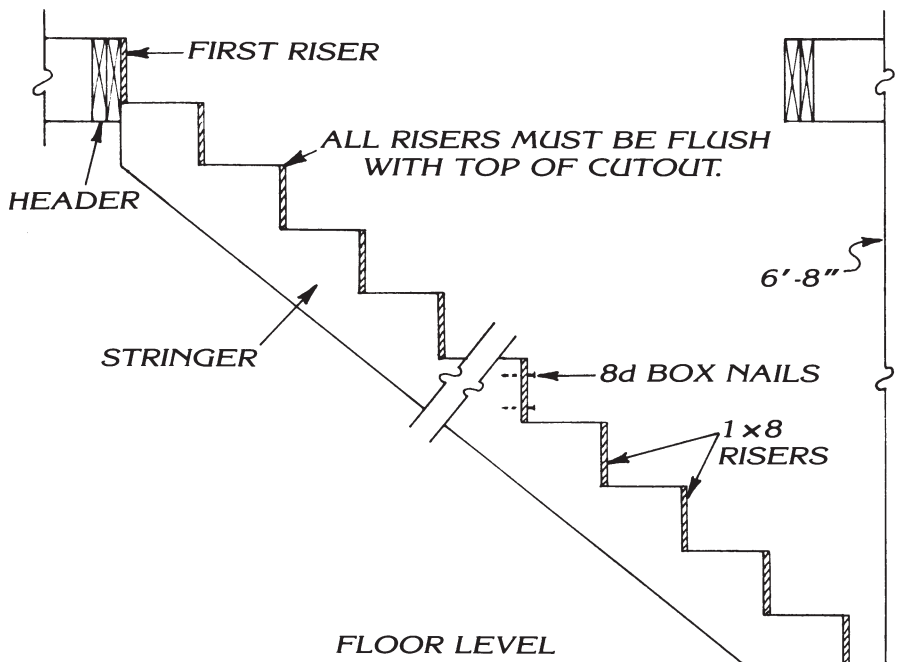 FIRST RISER
ALL RISERS MUST BE FLUSH
WITH TOP OF CUTOUT.
HEADER
6'-8"
STRINGER
8d BOX NAILS
1×8
RISERS
FLOOR LEVEL